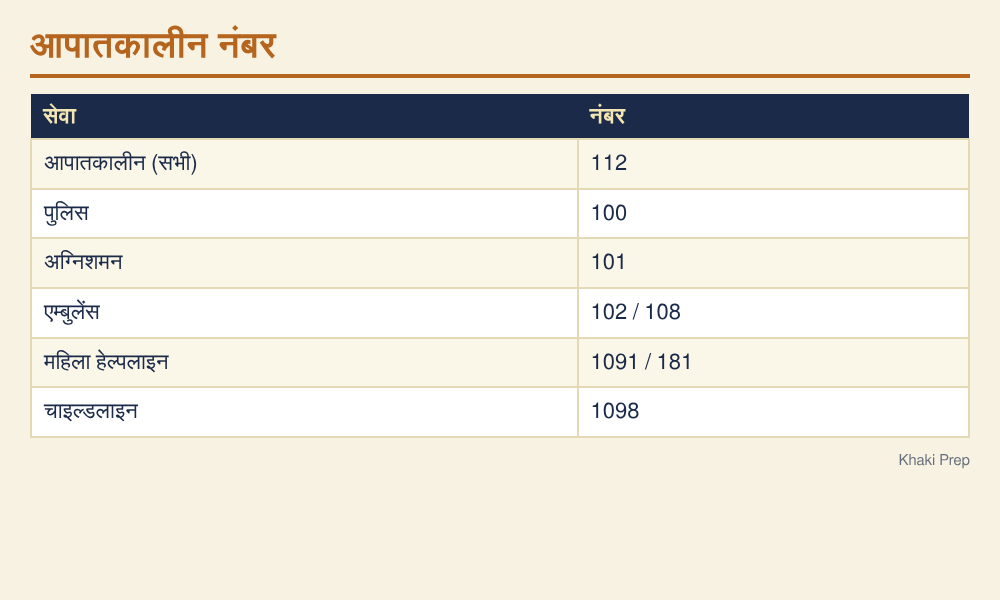 आपातकालीन नंबर
सेवा नंबर
आपातकालीन (सभी) 112
पुलिस 100
अग्निशमन 101
एम्बुलेंस 102 / 108
महिला हेल्पलाइन 1091 / 181
चाइल्डलाइन 1098
Khaki Prep